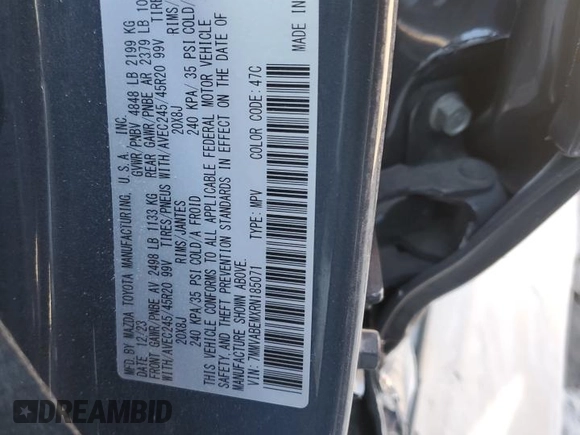 MFD BY MAZDA TOYOTA MANUFACTURING, U.S.A. INC
DATE: 12/23 GVWR/PNBV 4848 LB 2199 KG
FRONT GAWR/PNBE AV 2498 LB 1133 KG REAR GAWR/PNBE AR 2379 LB 10
WITH/AVEC245/45R20 99V TIRES/PNEUS WITH/AVEC245/45R20 99V TIRE
20X8J RIMS/JANTES 20X8J RIMS/
240 KPA/35 PSI COLD/A FROID 240 KPA/ 35 PSI COLD/
THIS VEHICLE CONFORMS TO ALL APPLICABLE FEDERAL MOTOR VEHICLE
SAFETY AND THEFT PREVENTION STANDARDS IN EFFECT ON THE DATE OF
MANUFACTURE SHOWN ABOVE.
VIN: 7MMVABEMXRN185071 TYPE: MPV COLOR CODE: 47C MADE IN
DREAMBID